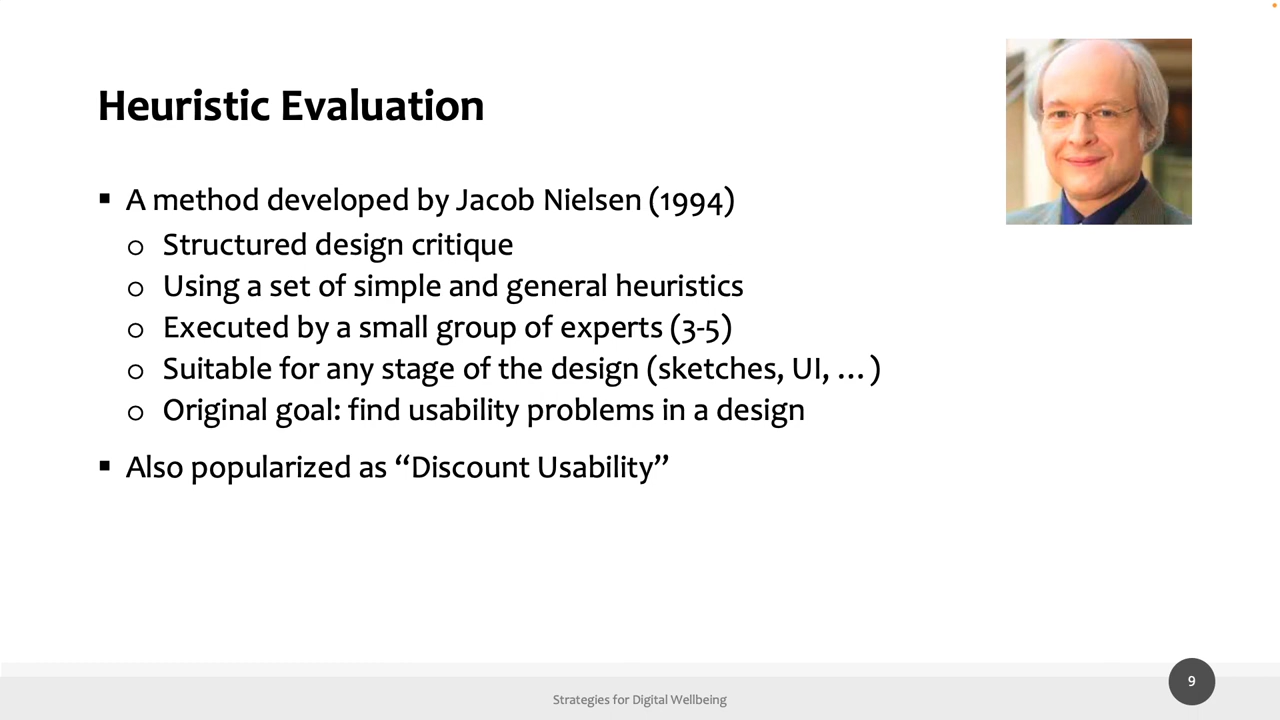 Heuristic Evaluation
▪ A method developed by Jacob Nielsen (1994)
o Structured design critique
o Using a set of simple and general heuristics
o Executed by a small group of experts (3-5)
o Suitable for any stage of the design (sketches, UI, … )
o Original goal: find usability problems in a design
▪ Also popularized as “Discount Usability”
Strategies for Digital Wellbeing
9